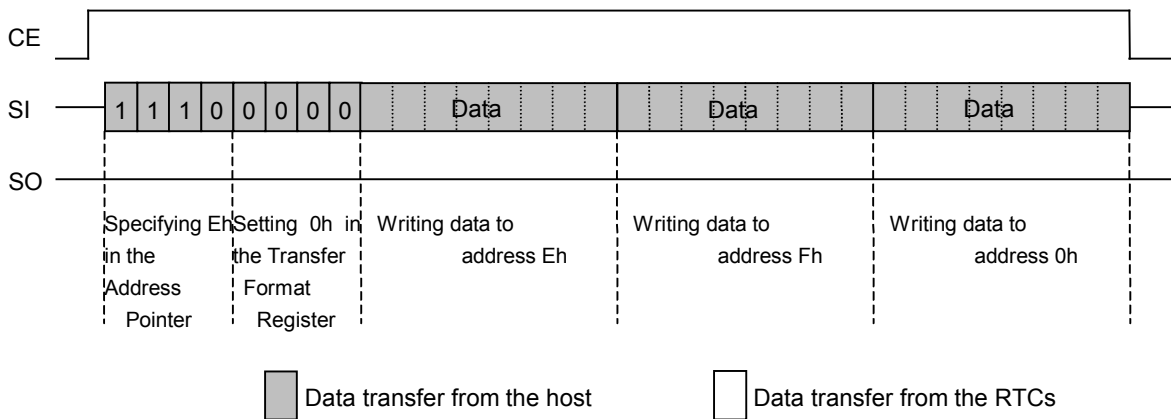 CE
SI 1 1 1 0 0 0 0 0 Data Data Data
SO
Specifying Eh Setting 0h in Writing data to Writing data to Writing data to
in the the Transfer address Eh address Fh address 0h
Address Format
Pointer Register
Data transfer from the host Data transfer from the RTCs